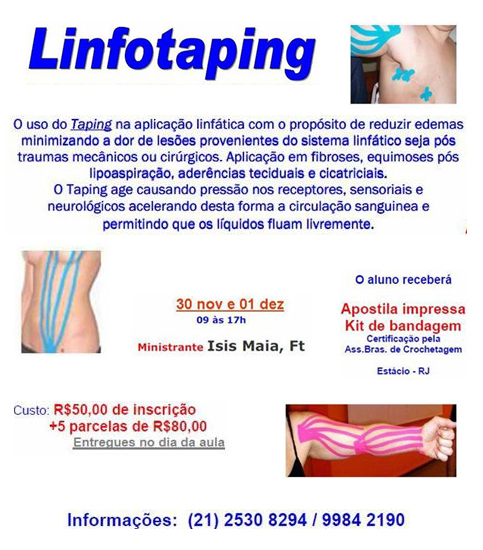 Linfotaping
O uso do Taping na aplicação linfática com o propósito de reduzir edemas
minimizando a dor de lesões provenientes do sistema linfático seja pós
traumas mecânicos ou cirúrgicos. Aplicação em fibroses, equimoses pós
lipoaspiração, aderências teciduais e cicatriciais.
O Taping age causando pressão nos receptores, sensoriais e
neurológicos acelerando desta forma a circulação sanguinea e
permitindo que os líquidos fluam livremente.
30 nov e 01 dez
09 às 17h
Ministrante Isis Maia, Ft
O aluno receberá
Apostila impressa
Kit de bandagem
Certificação pela
Ass.Bras. de Crochetagem
Estácio - RJ
Custo: R$50,00 de inscrição
+5 parcelas de R$80,00
Entregues no dia da aula
Informações: (21) 2530 8294 / 9984 2190